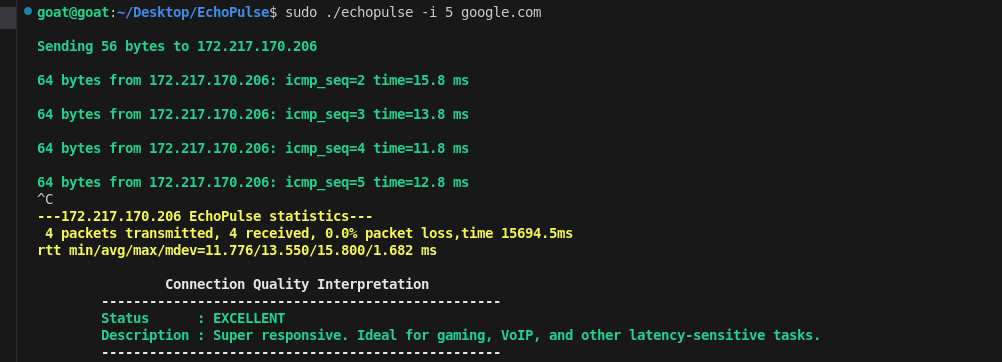 goat@goat:~/Desktop/EchoPulse$ sudo ./echopulse -i 5 google.com
Sending 56 bytes to 172.217.170.206
64 bytes from 172.217.170.206: icmp_seq=2 time=15.8 ms
64 bytes from 172.217.170.206: icmp_seq=3 time=13.8 ms
64 bytes from 172.217.170.206: icmp_seq=4 time=11.8 ms
64 bytes from 172.217.170.206: icmp_seq=5 time=12.8 ms
^C
---172.217.170.206 EchoPulse statistics---
4 packets transmitted, 4 received, 0.0% packet loss,time 15694.5ms
rtt min/avg/max/mdev=11.776/13.550/15.800/1.682 ms
Connection Quality Interpretation
--------------------------------------------------
Status      : EXCELLENT
Description : Super responsive. Ideal for gaming, VoIP, and other latency-sensitive tasks.
--------------------------------------------------